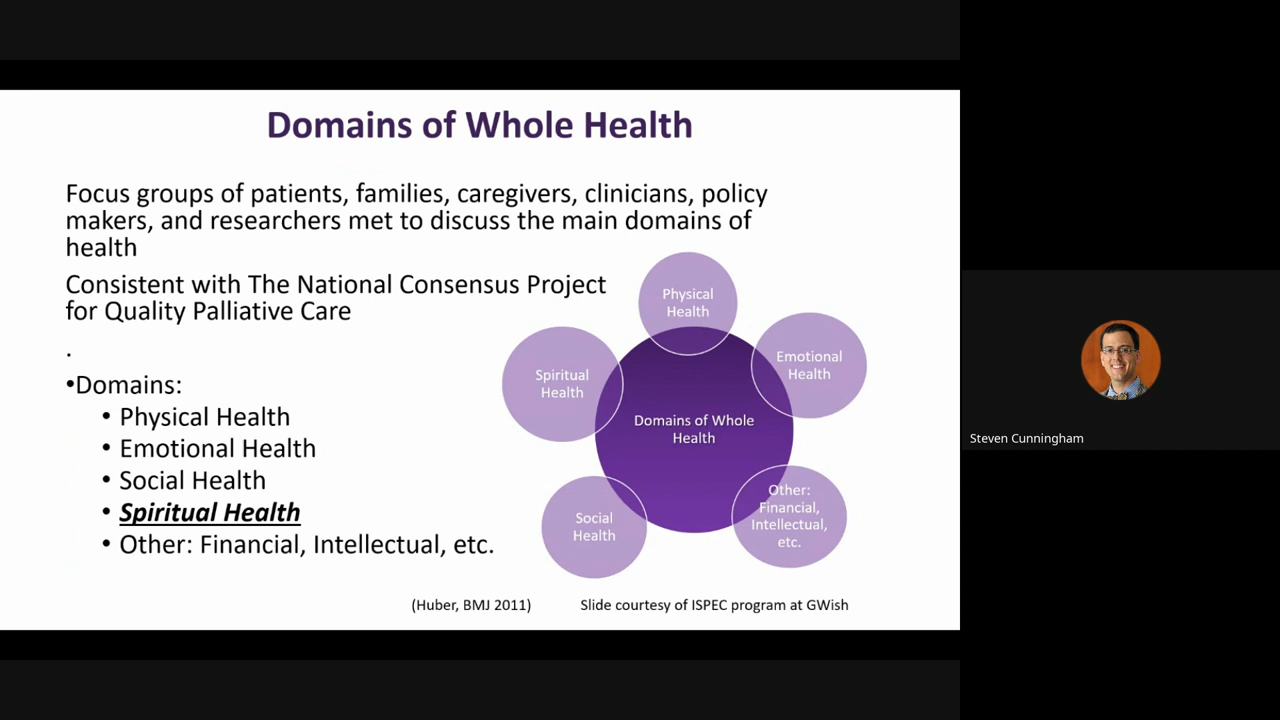 Domains of Whole Health
Focus groups of patients, families, caregivers, clinicians, policy
makers, and researchers met to discuss the main domains of
health
Consistent with The National Consensus Project
for Quality Palliative Care
.
•Domains:
• Physical Health
• Emotional Health
• Social Health
• Spiritual Health
• Other: Financial, Intellectual, etc.
Physical
Health
Emotional
Health
Spiritual
Health
Domains of Whole
Health
Social
Health
Other:
Financial,
Intellectual,
etc.
(Huber, BMJ 2011)
Slide courtesy of ISPEC program at GWish
Steven Cunningham